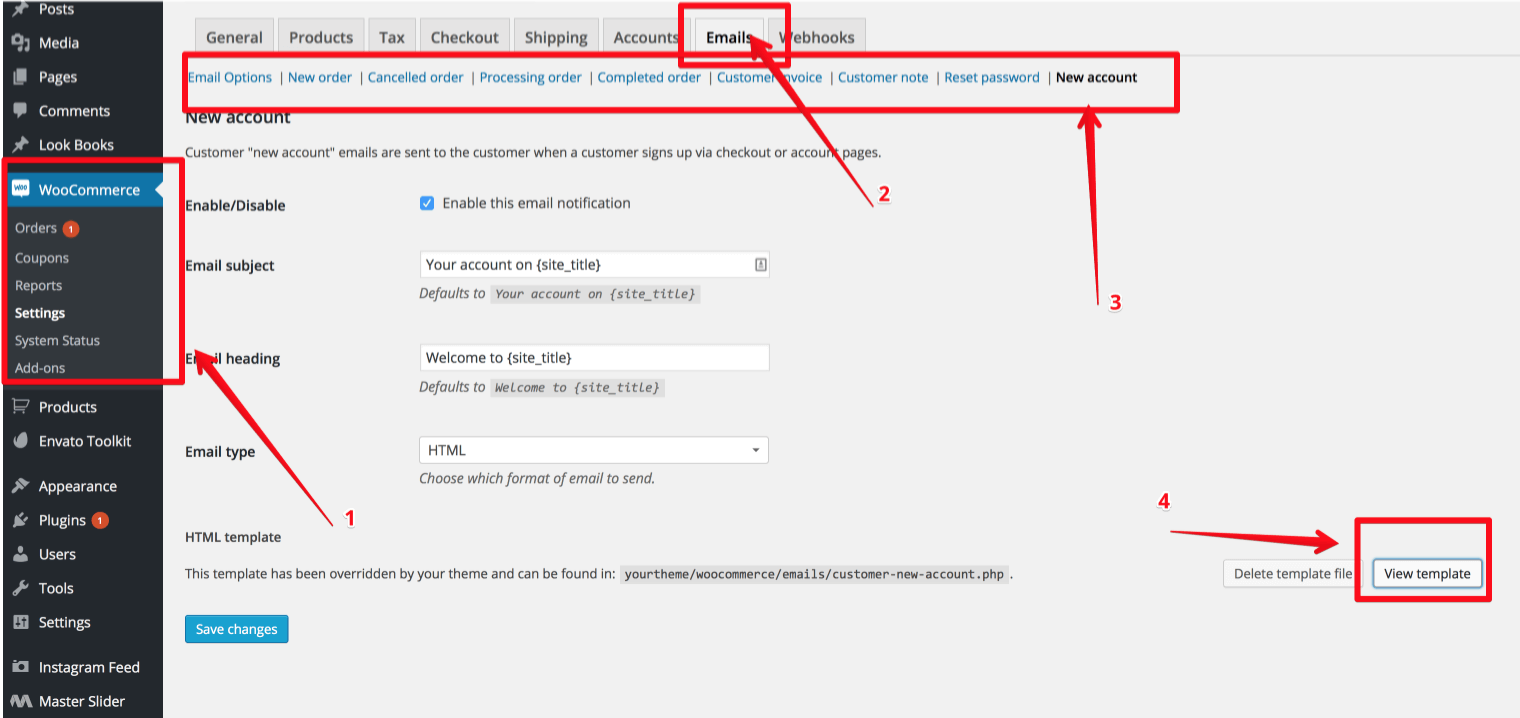 Posts
Media
Pages
Comments
Look Books
WooCommerce
Orders 1
Coupons
Reports
Settings
System Status
Add-ons
Products
Envato Toolkit
Appearance
Plugins 1
Users
Tools
Settings
Instagram Feed
Master Slider
General Products Tax Checkout Shipping Accounts Emails Webhooks
Email Options | New order | Cancelled order | Processing order | Completed order | Customer invoice | Customer note | Reset password | New account
New account
Customer "new account" emails are sent to the customer when a customer signs up via checkout or account pages.
Enable/Disable Enable this email notification
Email subject Your account on {site_title}
Defaults to Your account on {site_title}
Email heading Welcome to {site_title}
Defaults to Welcome to {site_title}
Email type HTML
Choose which format of email to send.
HTML template
This template has been overridden by your theme and can be found in: yourtheme/woocommerce/emails/customer-new-account.php . Delete template file View template
Save changes
1
2
3
4